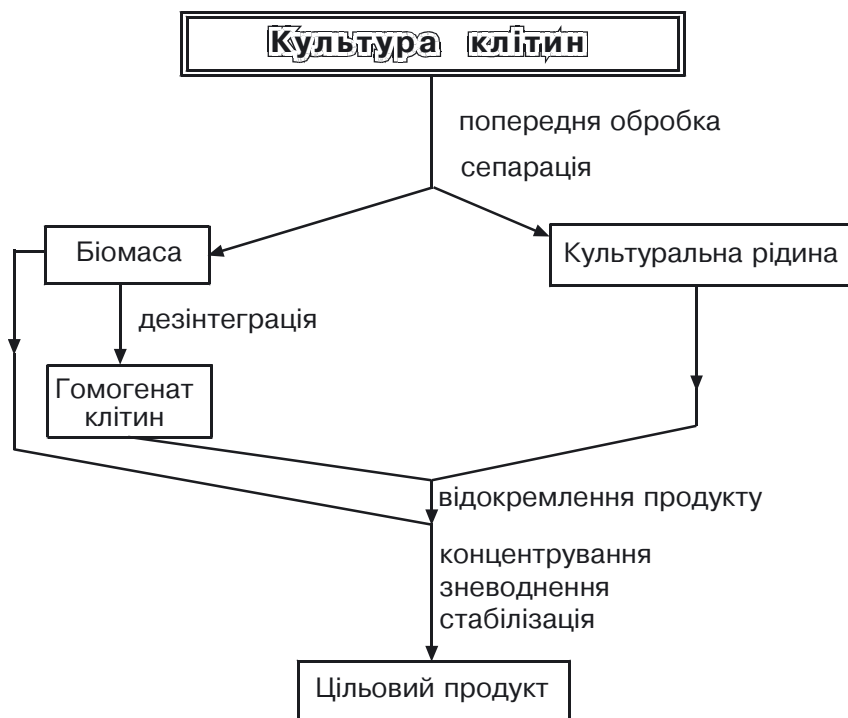 Культура клітин
попередня обробка
сепарація
Біомаса
Культуральна рідина
дезінтеграція
Гомогенат
клітин
відокремлення продукту
концентрування
зневоднення
стабілізація
Цільовий продукт